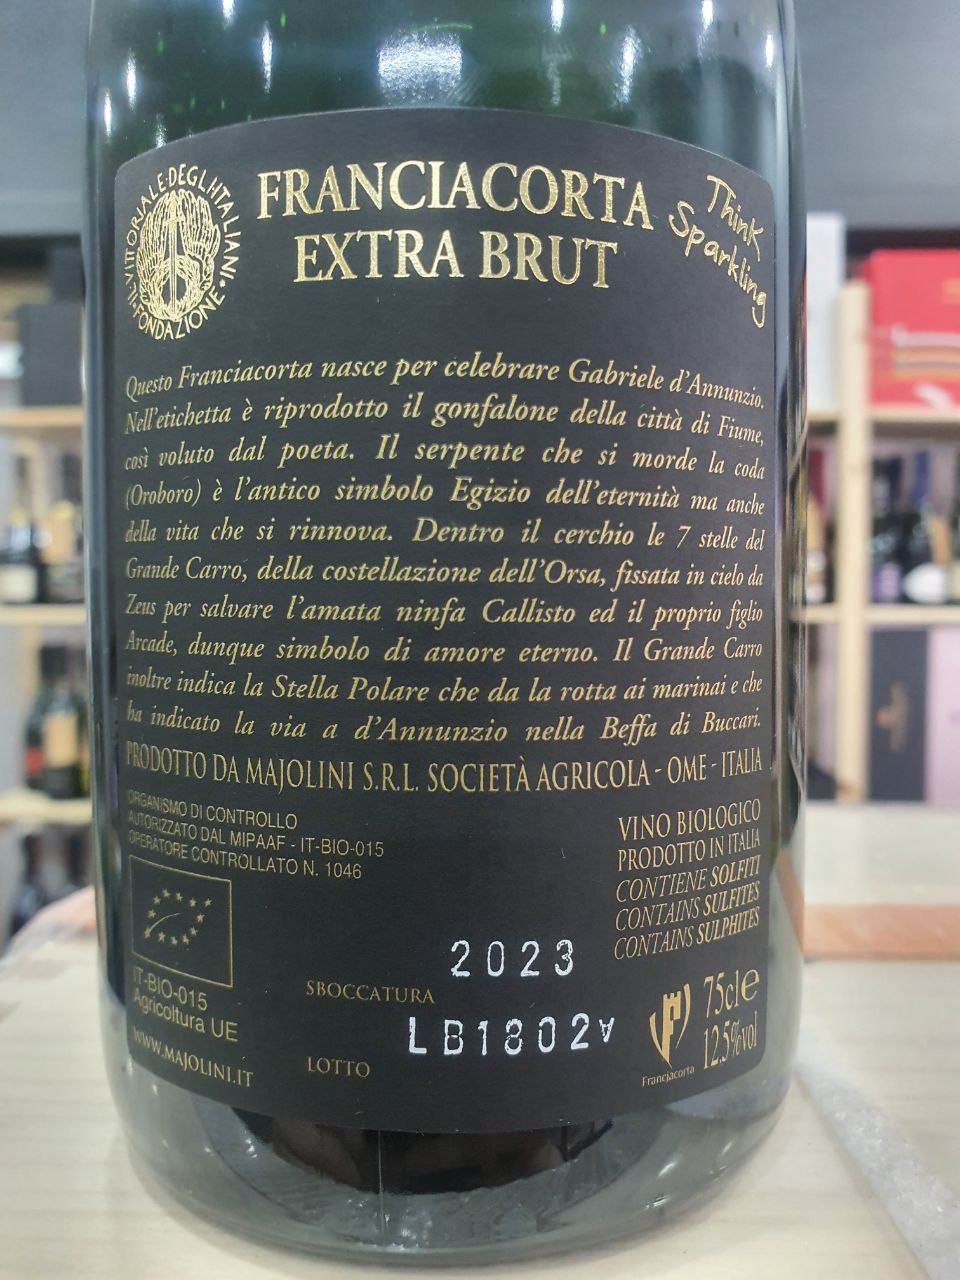 IL VITTORIALE DEGLI ITALIANI
FONDAZIONE
FRANCIACORTA
EXTRA BRUT
Think
Sparkling
Questo Franciacorta nasce per celebrare Gabriele d'Annunzio.
Nell'etichetta è riprodotto il gonfalone della città di Fiume,
così voluto dal poeta. Il serpente che si morde la coda
(Oroboro) è l'antico simbolo Egizio dell'eternità ma anche
della vita che si rinnova. Dentro il cerchio le 7 stelle del
Grande Carro, della costellazione dell'Orsa, fissata in cielo da
Zeus per salvare l'amata ninfa Callisto ed il proprio figlio
Arcade, dunque simbolo di amore eterno. Il Grande Carro
inoltre indica la Stella Polare che da la rotta ai marinai e che
ha indicato la via a d'Annunzio nella Beffa di Buccari.
PRODOTTO DA MAJOLINI S.R.L. SOCIETÀ AGRICOLA - OME - ITALIA
ORGANISMO DI CONTROLLO
AUTORIZZATO DAL MIPAAF - IT-BIO-015
OPERATORE CONTROLLATO N. 1046
IT-BIO-015
Agricoltura UE
WWW.MAJOLINI.IT
VINO BIOLOGICO
PRODOTTO IN ITALIA
CONTIENE SOLFITI
CONTAINS SULFITES
CONTAINS SULPHITES
2023
SBOCCATURA
LB1802A
LOTTO
75cl e
12,5%vol
Franciacorta